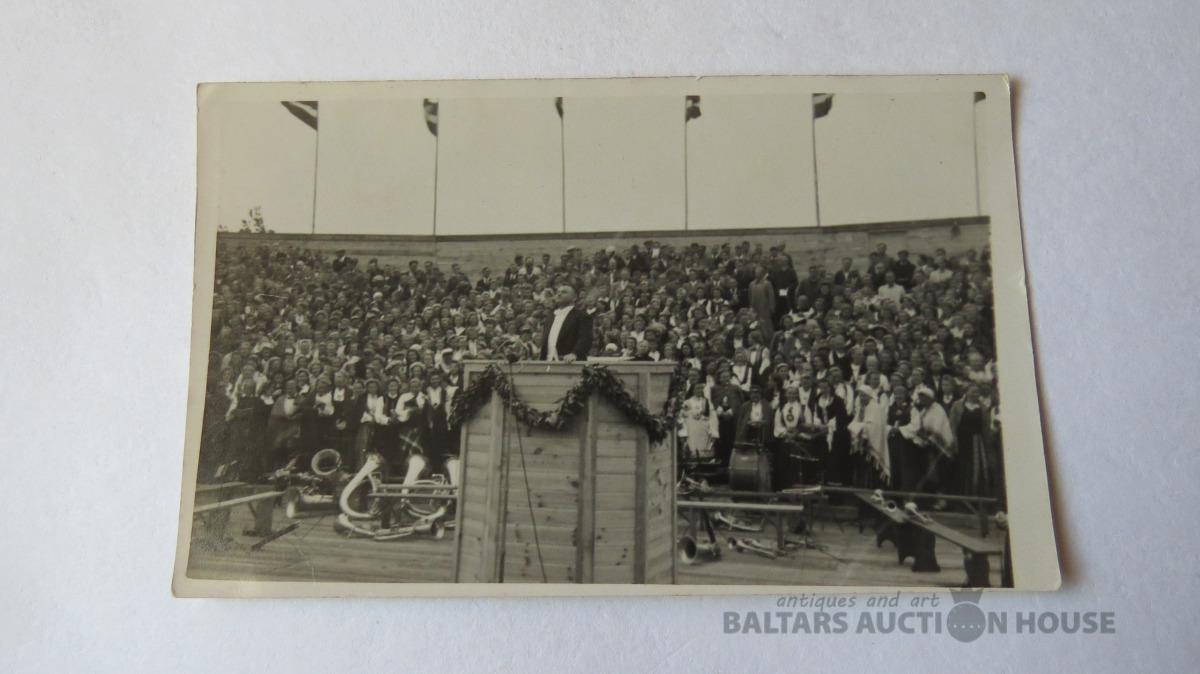 antiques and art
BALTARS AUCTION HOUSE